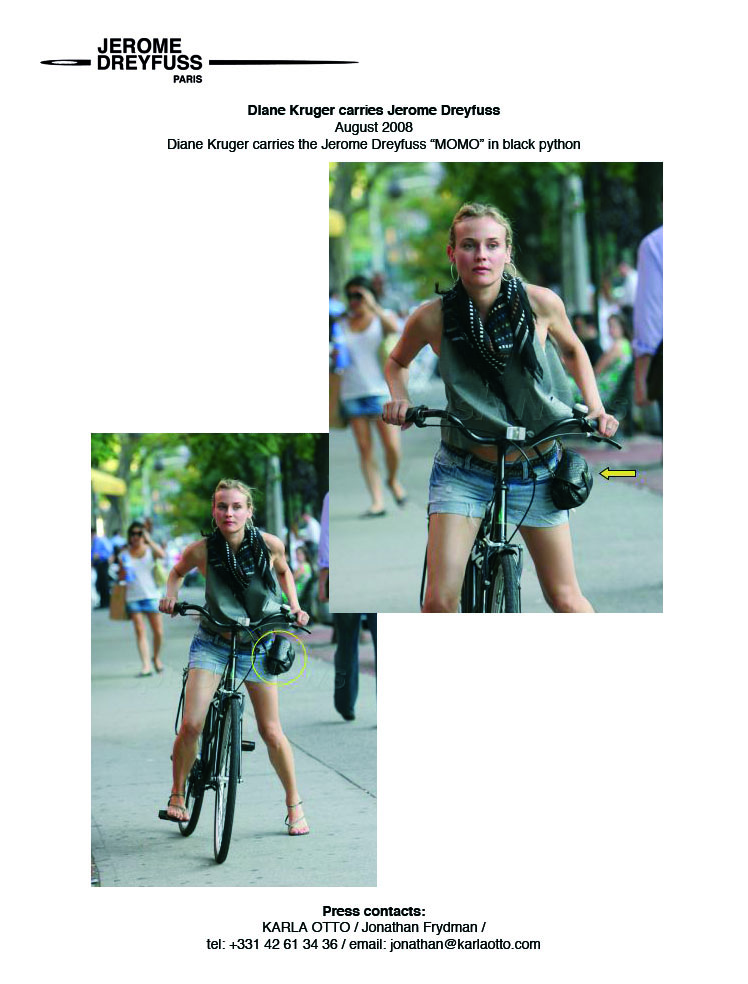 JEROME
DREYFUSS
PARIS
Diane Kruger carries Jerome Dreyfuss
August 2008
Diane Kruger carries the Jerome Dreyfuss “MOMO” in black python
Press contacts:
KARLA OTTO / Jonathan Frydman /
tel: +331 42 61 34 36 / email: jonathan@karlaotto.com